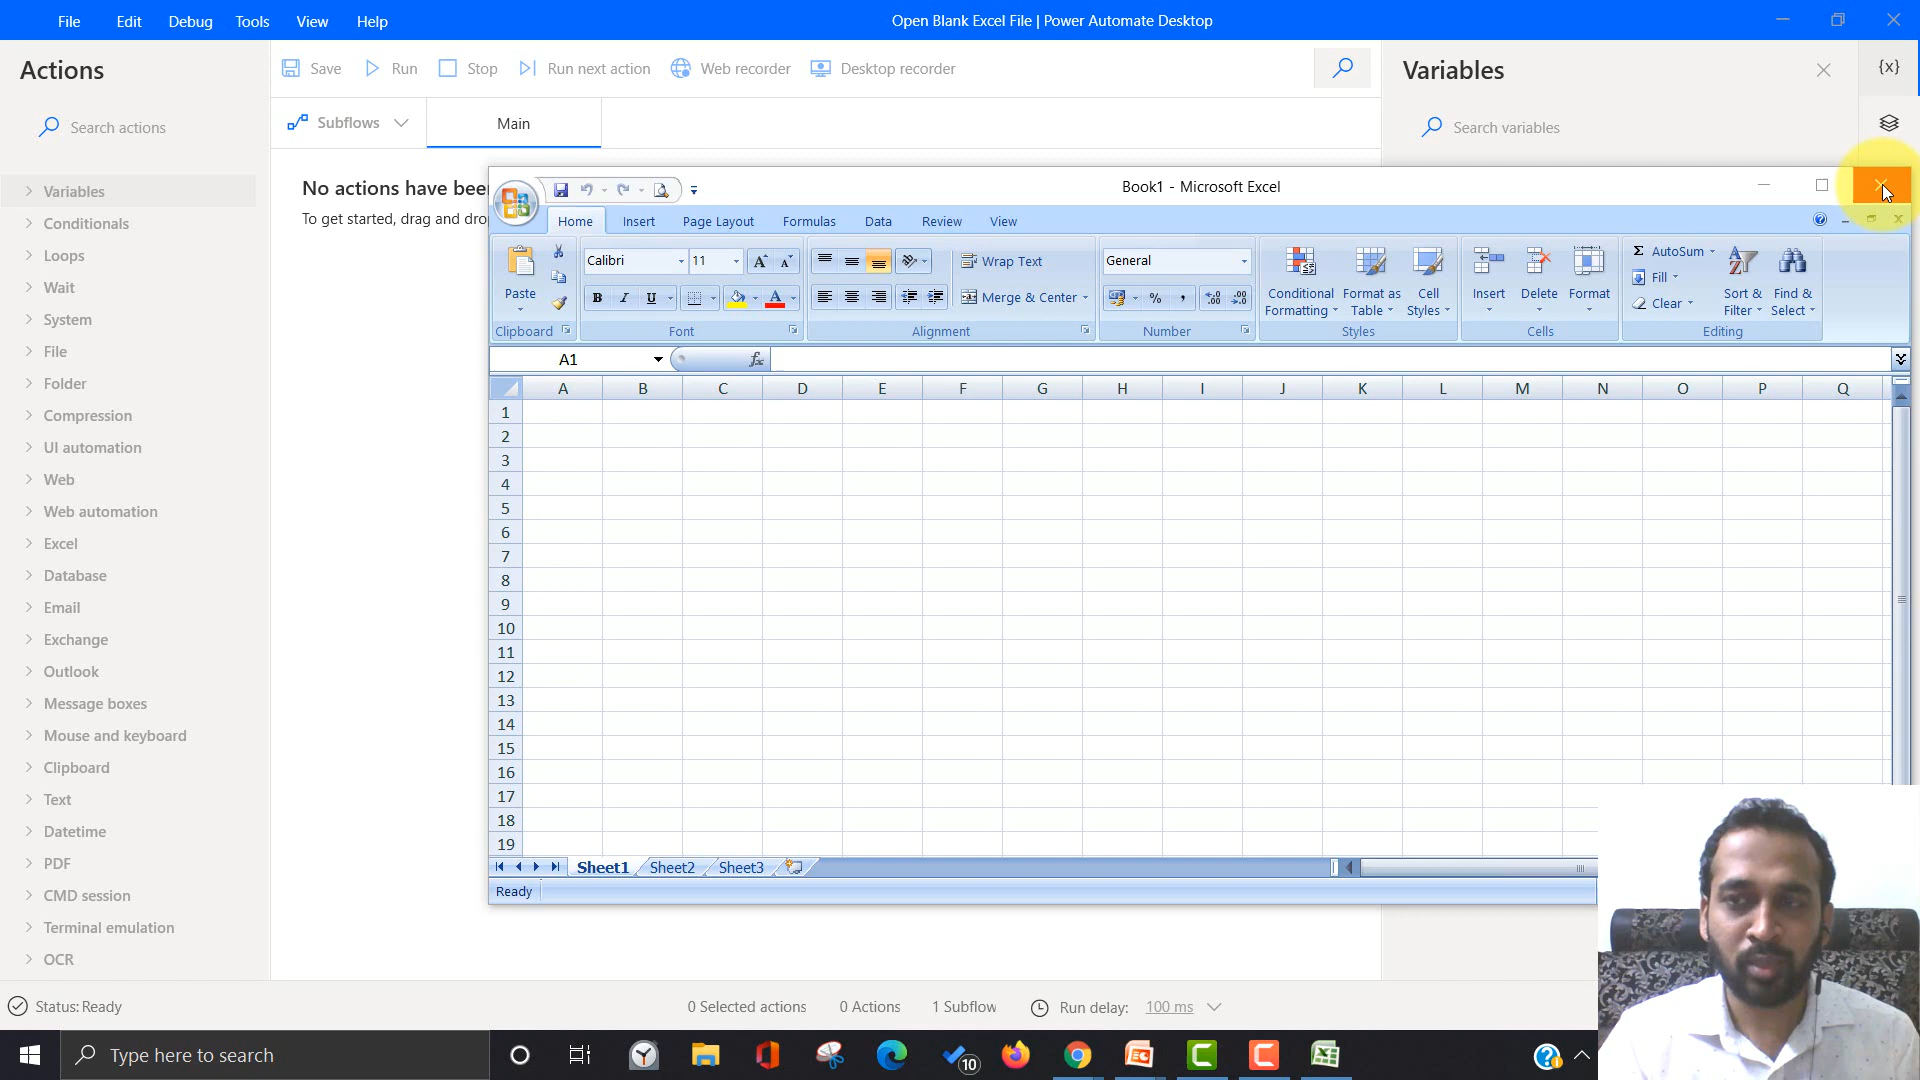 File Edit Debug Tools View Help Open Blank Excel File | Power Automate Desktop
Actions
Save Run Stop Run next action Web recorder Desktop recorder
Variables
{x}
Search actions
Subflows Main
Search variables
No actions have bee
To get started, drag and dro
Variables
Conditionals
Loops
Wait
System
File
Folder
Compression
UI automation
Web
Web automation
Excel
Database
Email
Exchange
Outlook
Message boxes
Mouse and keyboard
Clipboard
Text
Datetime
PDF
CMD session
Terminal emulation
OCR
Book1 - Microsoft Excel
Home Insert Page Layout Formulas Data Review View
Paste
Clipboard
Calibri 11 A A
B I U A
Font
Wrap Text
Merge & Center
Alignment
General
% ,
Number
Conditional Formatting
Format as Table
Cell Styles
Styles
Insert Delete Format
Cells
Σ AutoSum
Fill
Clear
Sort & Filter
Find & Select
Editing
A1 fx
A B C D E F G H I J K L M N O P Q
1
2
3
4
5
6
7
8
9
10
11
12
13
14
15
16
17
18
19
Sheet1 Sheet2 Sheet3
Ready
Status: Ready 0 Selected actions 0 Actions 1 Subflow Run delay: 100 ms
Type here to search
10